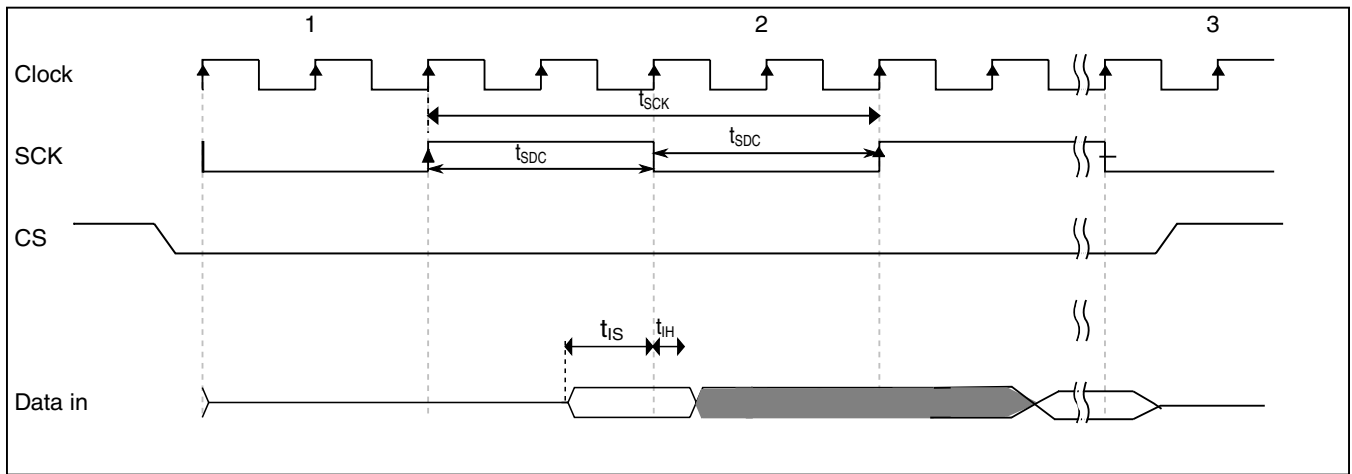 1 2 3
Clock
tSCK
SCK
tSDC tSDC
CS
tIS tIH
Data in